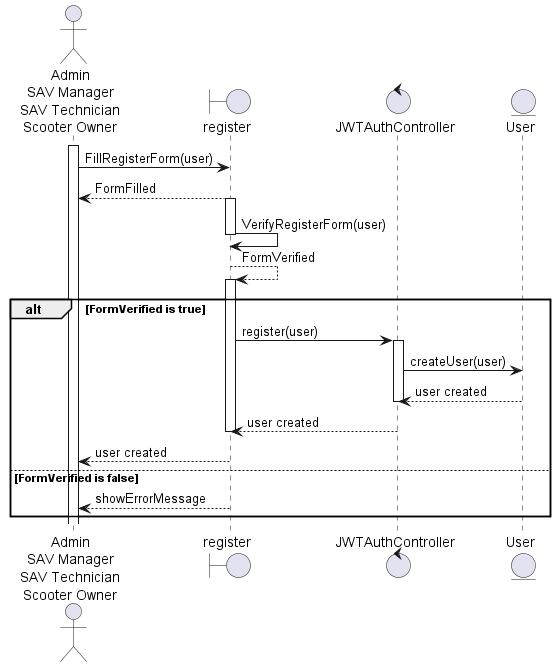 Admin
SAV Manager
SAV Technician
Scooter Owner
register
JWTAuthController
User
FillRegisterForm(user)
FormFilled
VerifyRegisterForm(user)
FormVerified
alt
[FormVerified is true]
register(user)
createUser(user)
user created
user created
user created
[FormVerified is false]
showErrorMessage
Admin
SAV Manager
SAV Technician
Scooter Owner
register
JWTAuthController
User